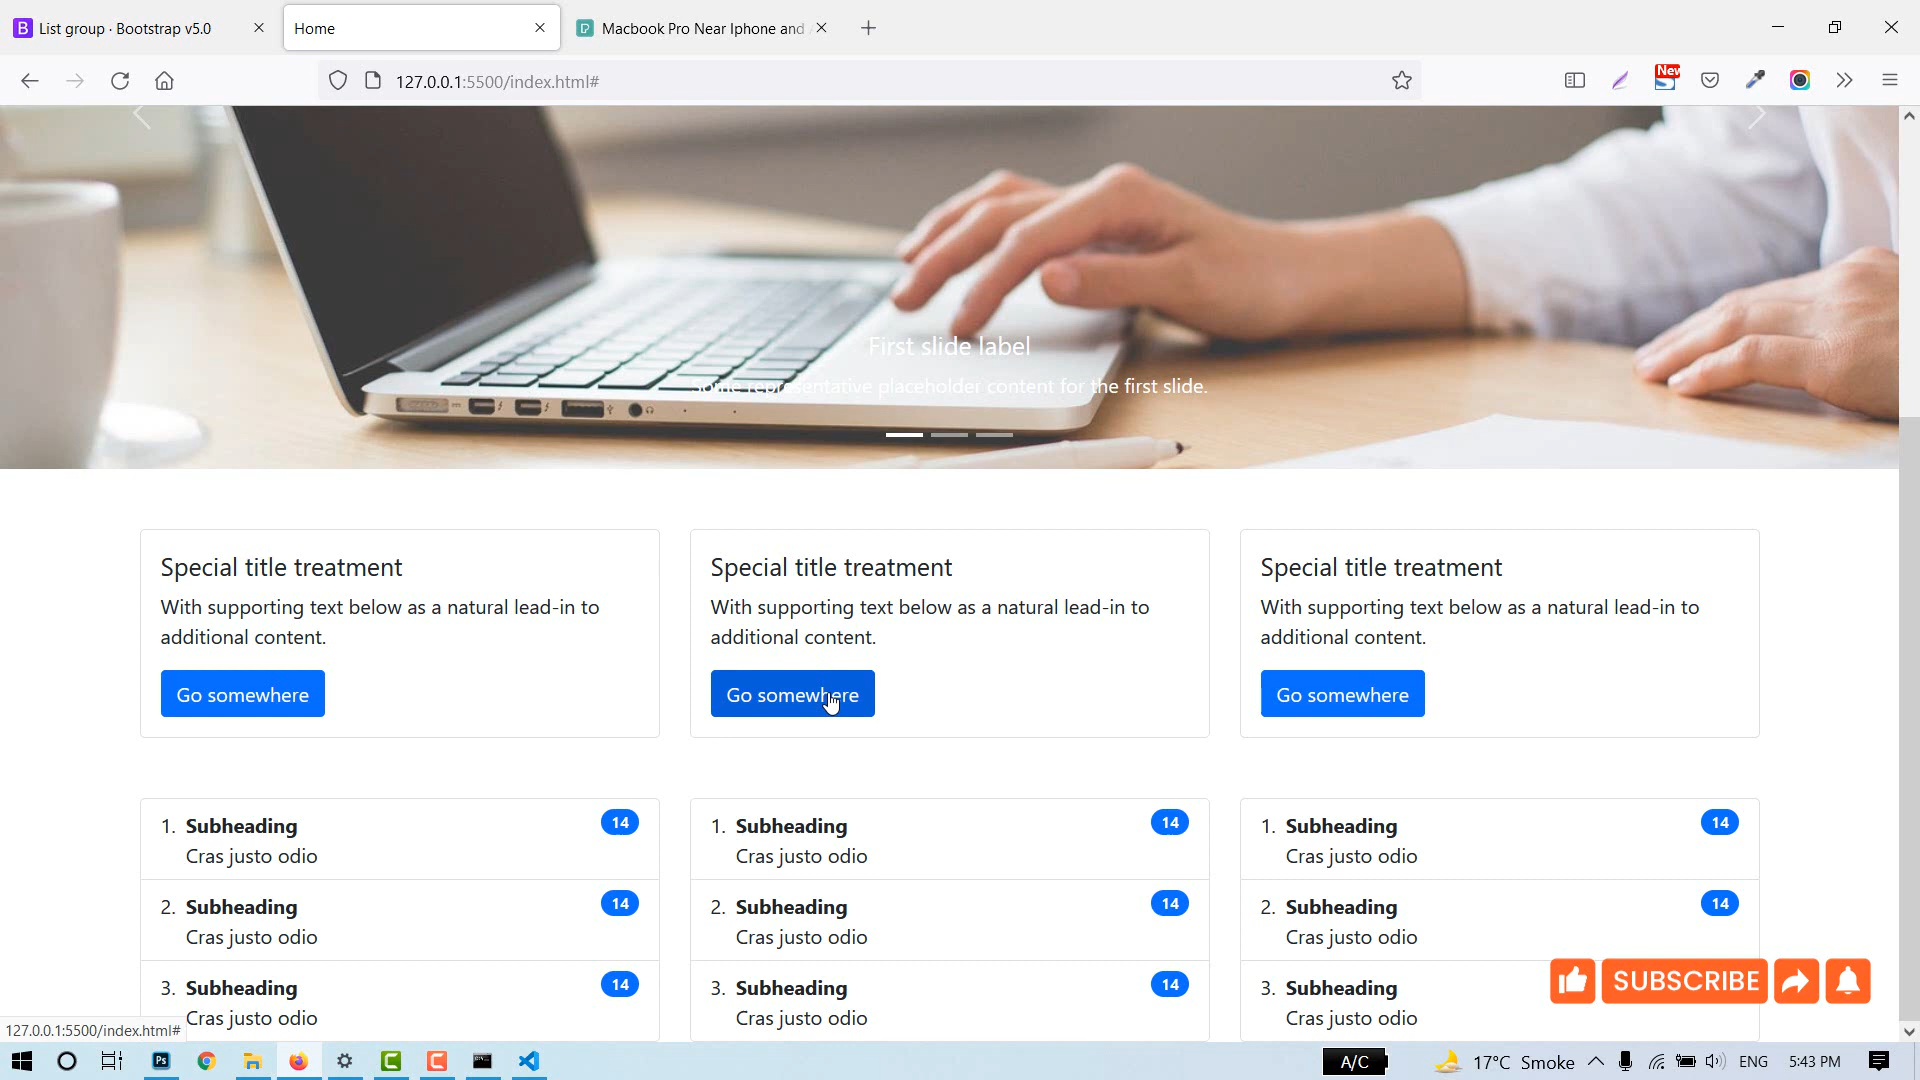 List group · Bootstrap v5.0
Home
Macbook Pro Near Iphone and
127.0.0.1:5500/index.html#
New
First slide label
Some representative placeholder content for the first slide.
Special title treatment
With supporting text below as a natural lead-in to
additional content.
Go somewhere
Special title treatment
With supporting text below as a natural lead-in to
additional content.
Go somewhere
Special title treatment
With supporting text below as a natural lead-in to
additional content.
Go somewhere
1. Subheading 14
Cras justo odio
2. Subheading 14
Cras justo odio
3. Subheading 14
Cras justo odio
1. Subheading 14
Cras justo odio
2. Subheading 14
Cras justo odio
3. Subheading 14
Cras justo odio
1. Subheading 14
Cras justo odio
2. Subheading 14
Cras justo odio
3. Subheading
Cras justo odio
SUBSCRIBE
127.0.0.1:5500/index.html#
Ps
A/C
17°C Smoke
ENG
5:43 PM